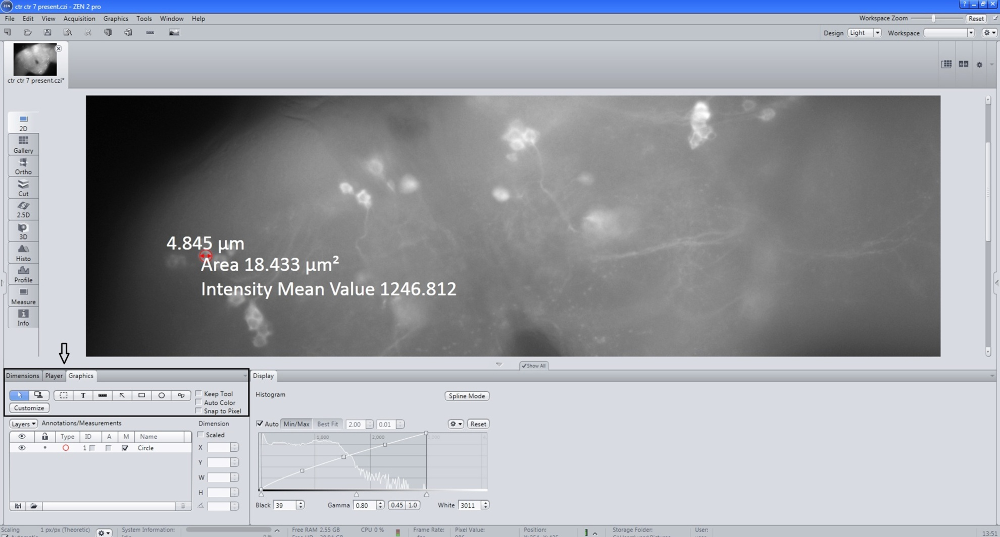 ZEN ctr ctr 7 present.czi - ZEN 2 pro
File Edit View Acquisition Graphics Tools Window Help
Workspace Zoom Reset
Design Light Workspace
ctr ctr 7 present.czi*
2D
Gallery
Ortho
Cut
2.5D
3D
Histo
Profile
Measure
Info
4.845 µm
Area 18.433 µm²
Intensity Mean Value 1246.812
Show All
Dimensions Player Graphics
T
Keep Tool
Auto Color
Snap to Pixel
Customize
Layers Annotations/Measurements
Type ID A M Name
1 Circle
Dimension
Scaled
X
Y
W
H
Display
Histogram
Spline Mode
Auto Min/Max Best Fit 2.00 0.01 Reset
1,000 2,000
Black 39 Gamma 0.80 0.45 1.0 White 3011
Scaling 1 px/px (Theoretic) System Information: Free RAM 2.55 GB CPU 0 % Frame Rate: Pixel Value: Position: Storage Folder: User:
13:51